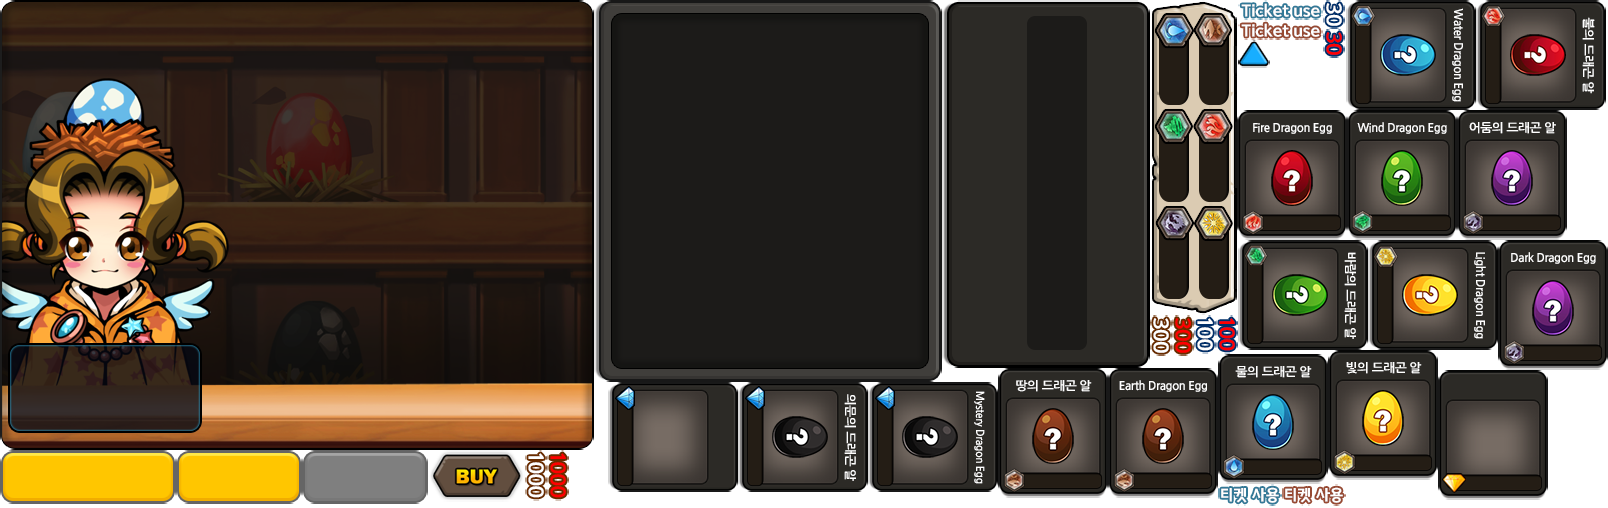 Ticket use
Ticket use
30
30
Water Dragon Egg
불의 드래곤 알
Fire Dragon Egg
Wind Dragon Egg
어둠의 드래곤 알
바람의 드래곤 알
Light Dragon Egg
Dark Dragon Egg
300
300
100
100
땅의 드래곤 알
Earth Dragon Egg
물의 드래곤 알
빛의 드래곤 알
의문의 드래곤 알
Mystery Dragon Egg
BUY
1000
1000
티켓 사용
티켓 사용
?
?
?
?
?
?
?
?
?
?
?
?
?
?